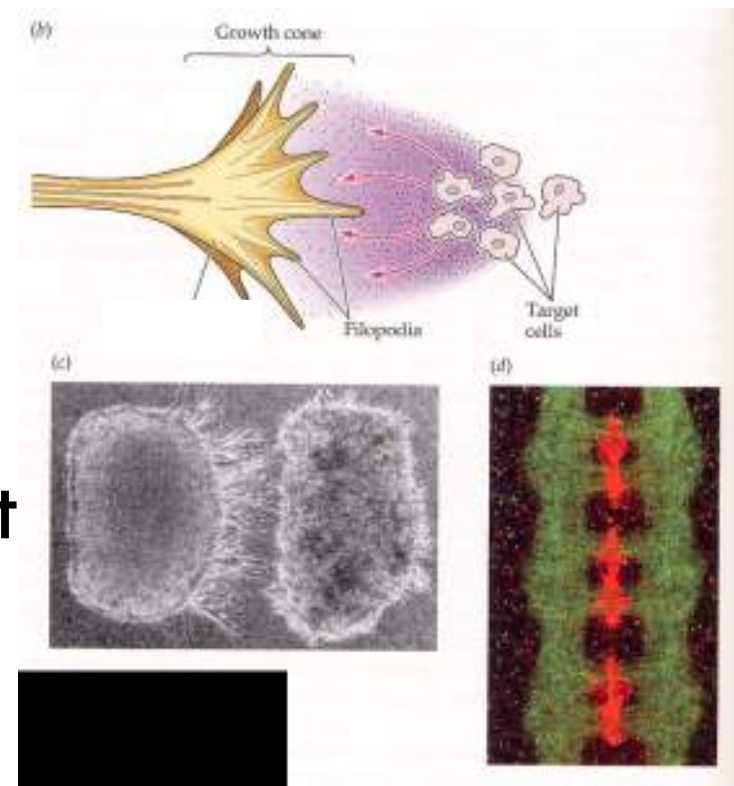 (b)
Growth cone
Filopodia
Target
cells
(c)
(d)
t